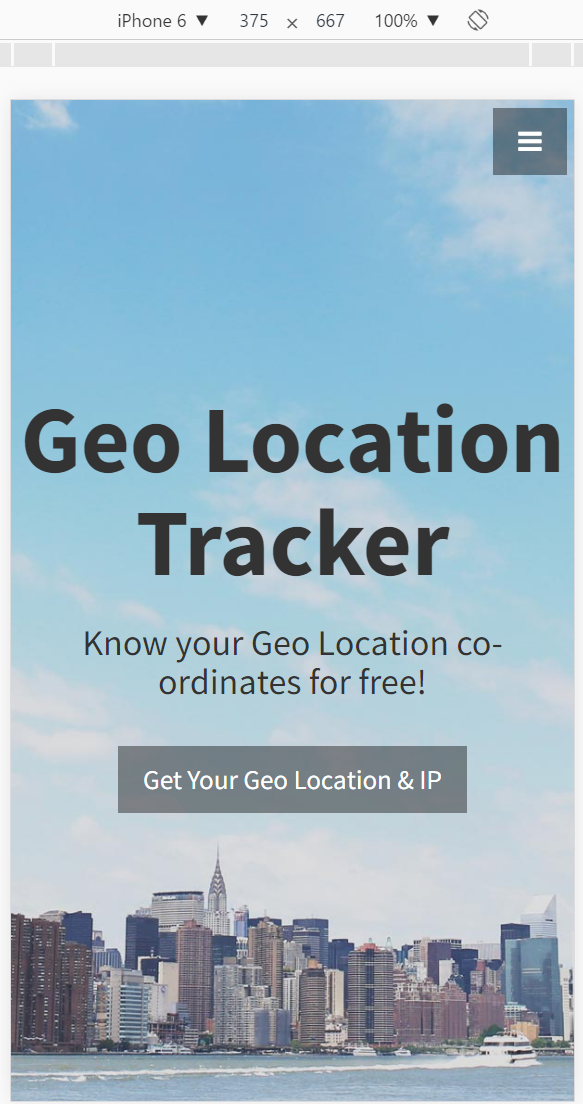 iPhone 6 ▼ 375 × 667 100% ▼
Geo Location
Tracker
Know your Geo Location co-
ordinates for free!
Get Your Geo Location & IP